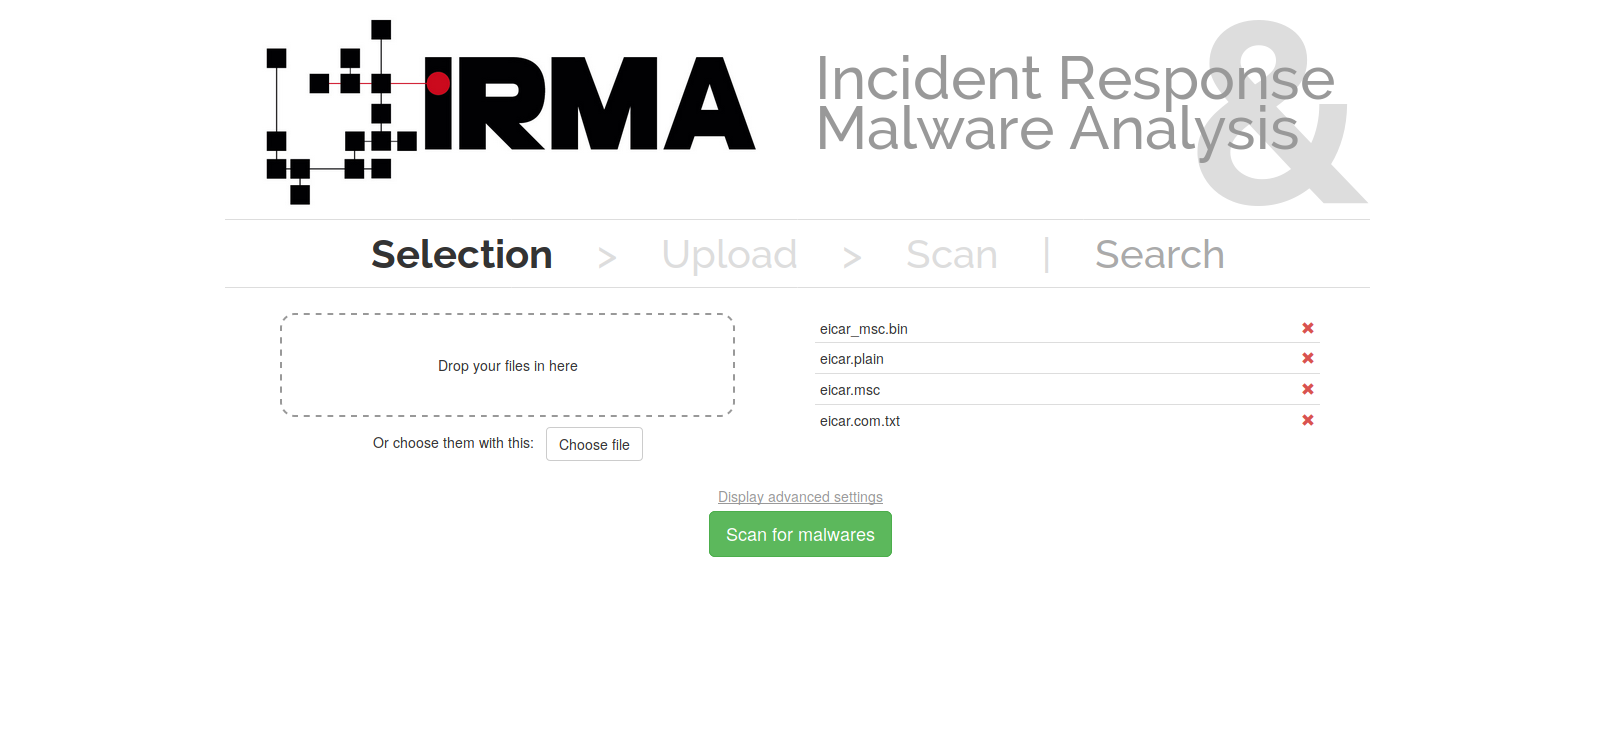 iRMA
Incident Response
&
Malware Analysis
Selection > Upload > Scan | Search
Drop your files in here
Or choose them with this: Choose file
eicar_msc.bin ✖
eicar.plain ✖
eicar.msc ✖
eicar.com.txt ✖
Display advanced settings
Scan for malwares